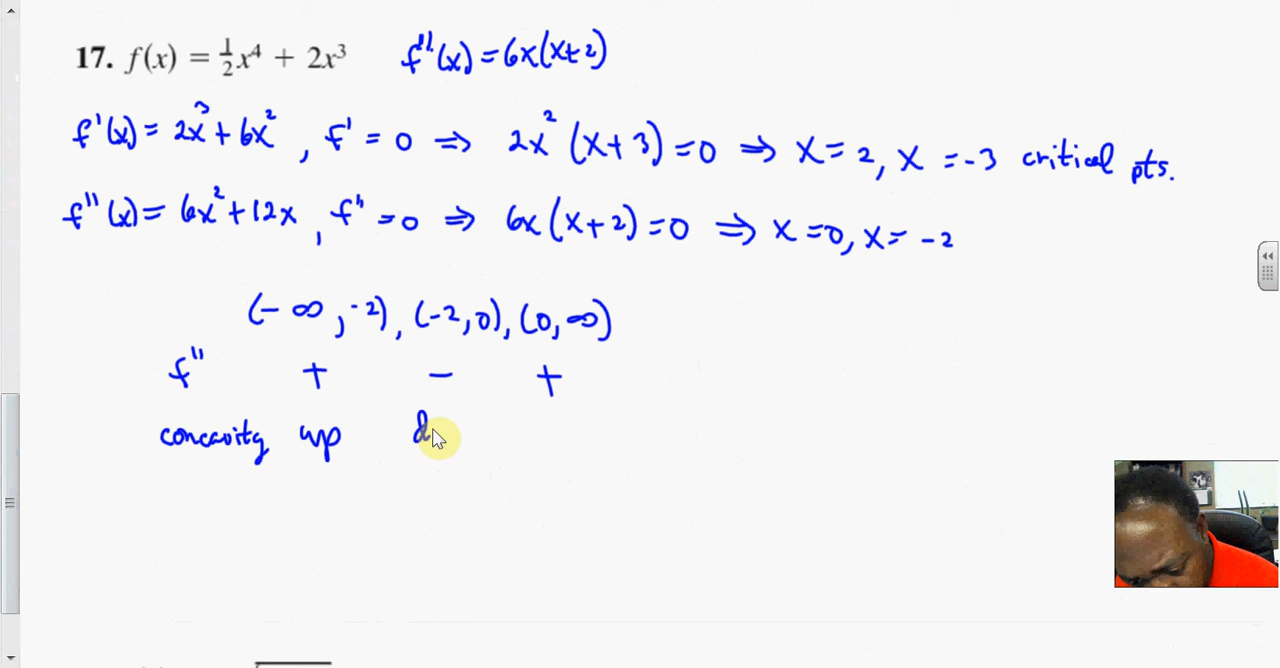 17. f(x) = ½x⁴ + 2x³ f''(x) = 6x(x+2)
f'(x) = 2x³ + 6x² , f' = 0 ⇒ 2x² (x+3) = 0 ⇒ x = 2, x = -3 critical pts.
f''(x) = 6x² + 12x , f'' = 0 ⇒ 6x(x+2) = 0 ⇒ x = 0, x = -2
(-∞, -2), (-2, 0), (0, ∞)
f'' + - +
concavity up d